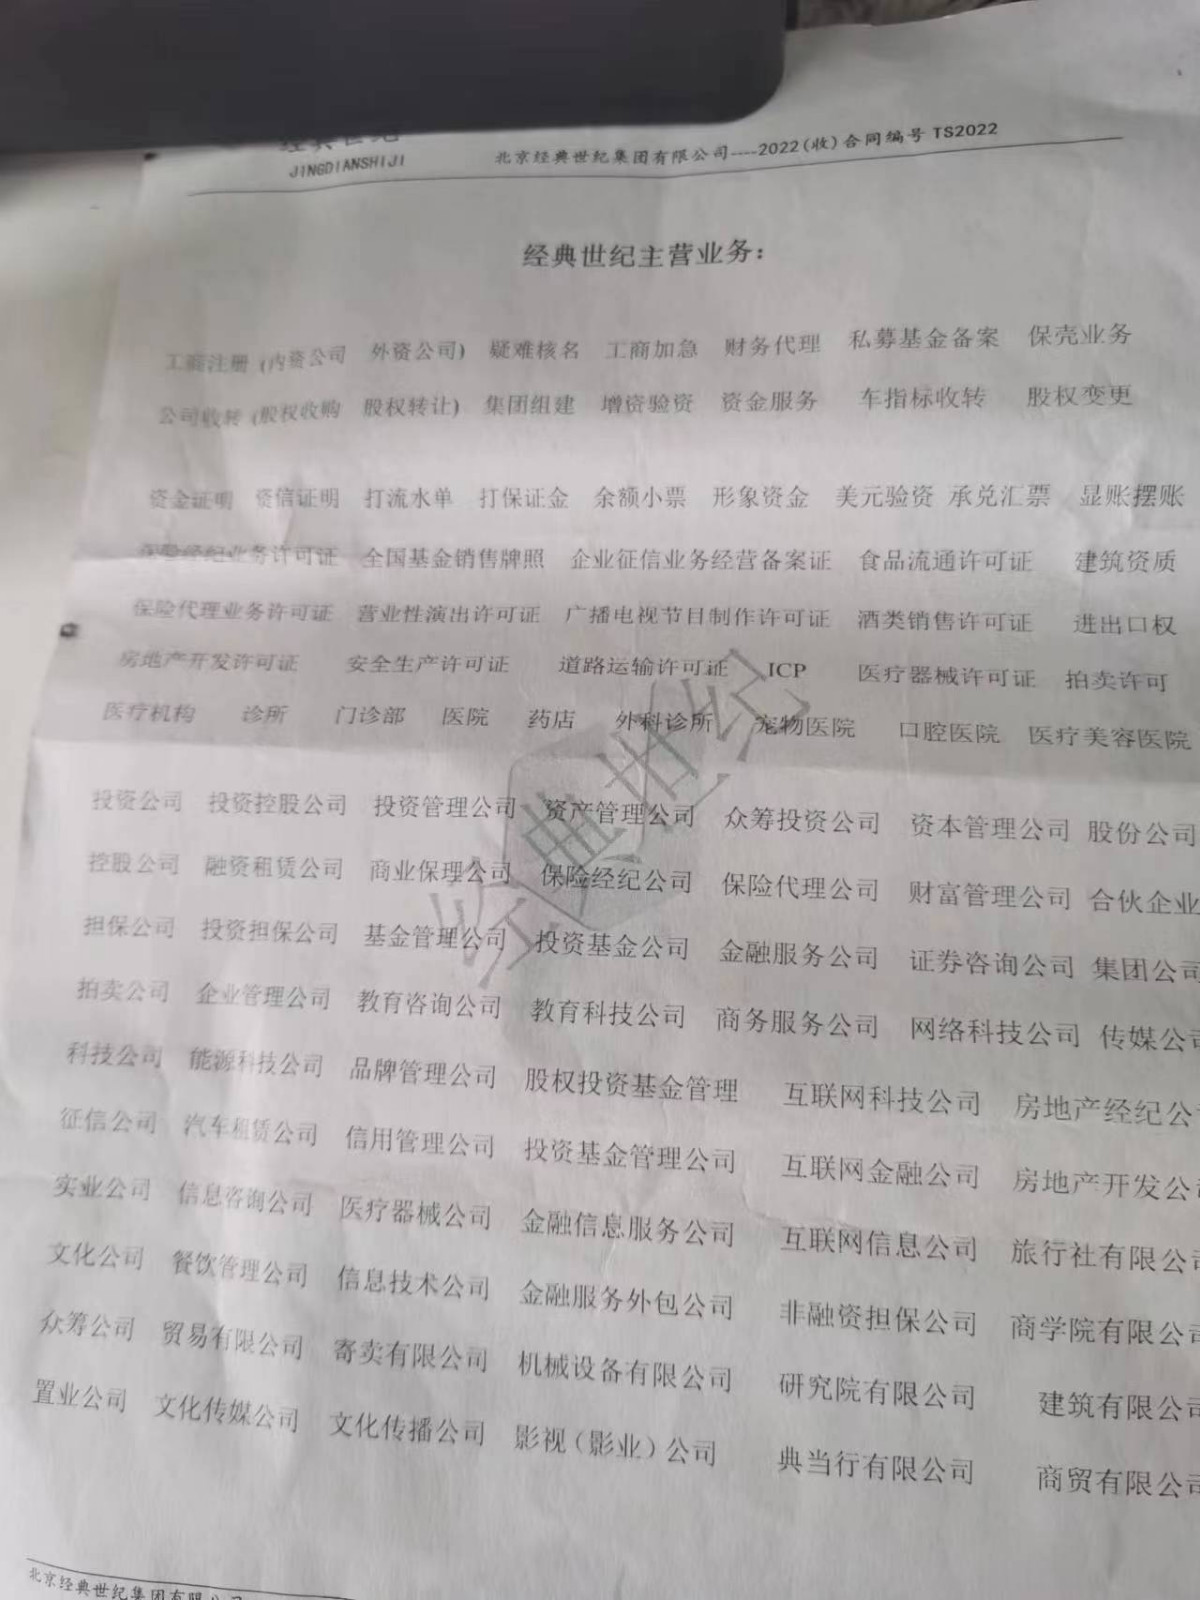 经典世纪
JINGDIANSHIJI
北京经典世纪集团有限公司----2022(收)合同编号 TS2022
经典世纪主营业务：
工商注册 (内资公司 外资公司) 疑难核名 工商加急 财务代理 私募基金备案 保壳业务
公司收转 (股权收购 股权转让) 集团组建 增资验资 资金服务 车指标收转 股权变更
资金证明 资信证明 打流水单 打保证金 余额小票 形象资金 美元验资 承兑汇票 显账摆账
保险经纪业务许可证 全国基金销售牌照 企业征信业务经营备案证 食品流通许可证 建筑资质
保险代理业务许可证 营业性演出许可证 广播电视节目制作许可证 酒类销售许可证 进出口权
房地产开发许可证 安全生产许可证 道路运输许可证 ICP 医疗器械许可证 拍卖许可
医疗机构 诊所 门诊部 医院 药店 外科诊所 宠物医院 口腔医院 医疗美容医院
投资公司 投资控股公司 投资管理公司 资产管理公司 众筹投资公司 资本管理公司 股份公司
控股公司 融资租赁公司 商业保理公司 保险经纪公司 保险代理公司 财富管理公司 合伙企业
担保公司 投资担保公司 基金管理公司 投资基金公司 金融服务公司 证券咨询公司 集团公司
拍卖公司 企业管理公司 教育咨询公司 教育科技公司 商务服务公司 网络科技公司 传媒公司
科技公司 能源科技公司 品牌管理公司 股权投资基金管理 互联网科技公司 房地产经纪公
征信公司 汽车租赁公司 信用管理公司 投资基金管理公司 互联网金融公司 房地产开发公
实业公司 信息咨询公司 医疗器械公司 金融信息服务公司 互联网信息公司 旅行社有限公司
文化公司 餐饮管理公司 信息技术公司 金融服务外包公司 非融资担保公司 商学院有限公司
众筹公司 贸易有限公司 寄卖有限公司 机械设备有限公司 研究院有限公司 建筑有限公司
置业公司 文化传媒公司 文化传播公司 影视（影业）公司 典当行有限公司 商贸有限公司
经典世纪
北京经典世纪集团有限公司